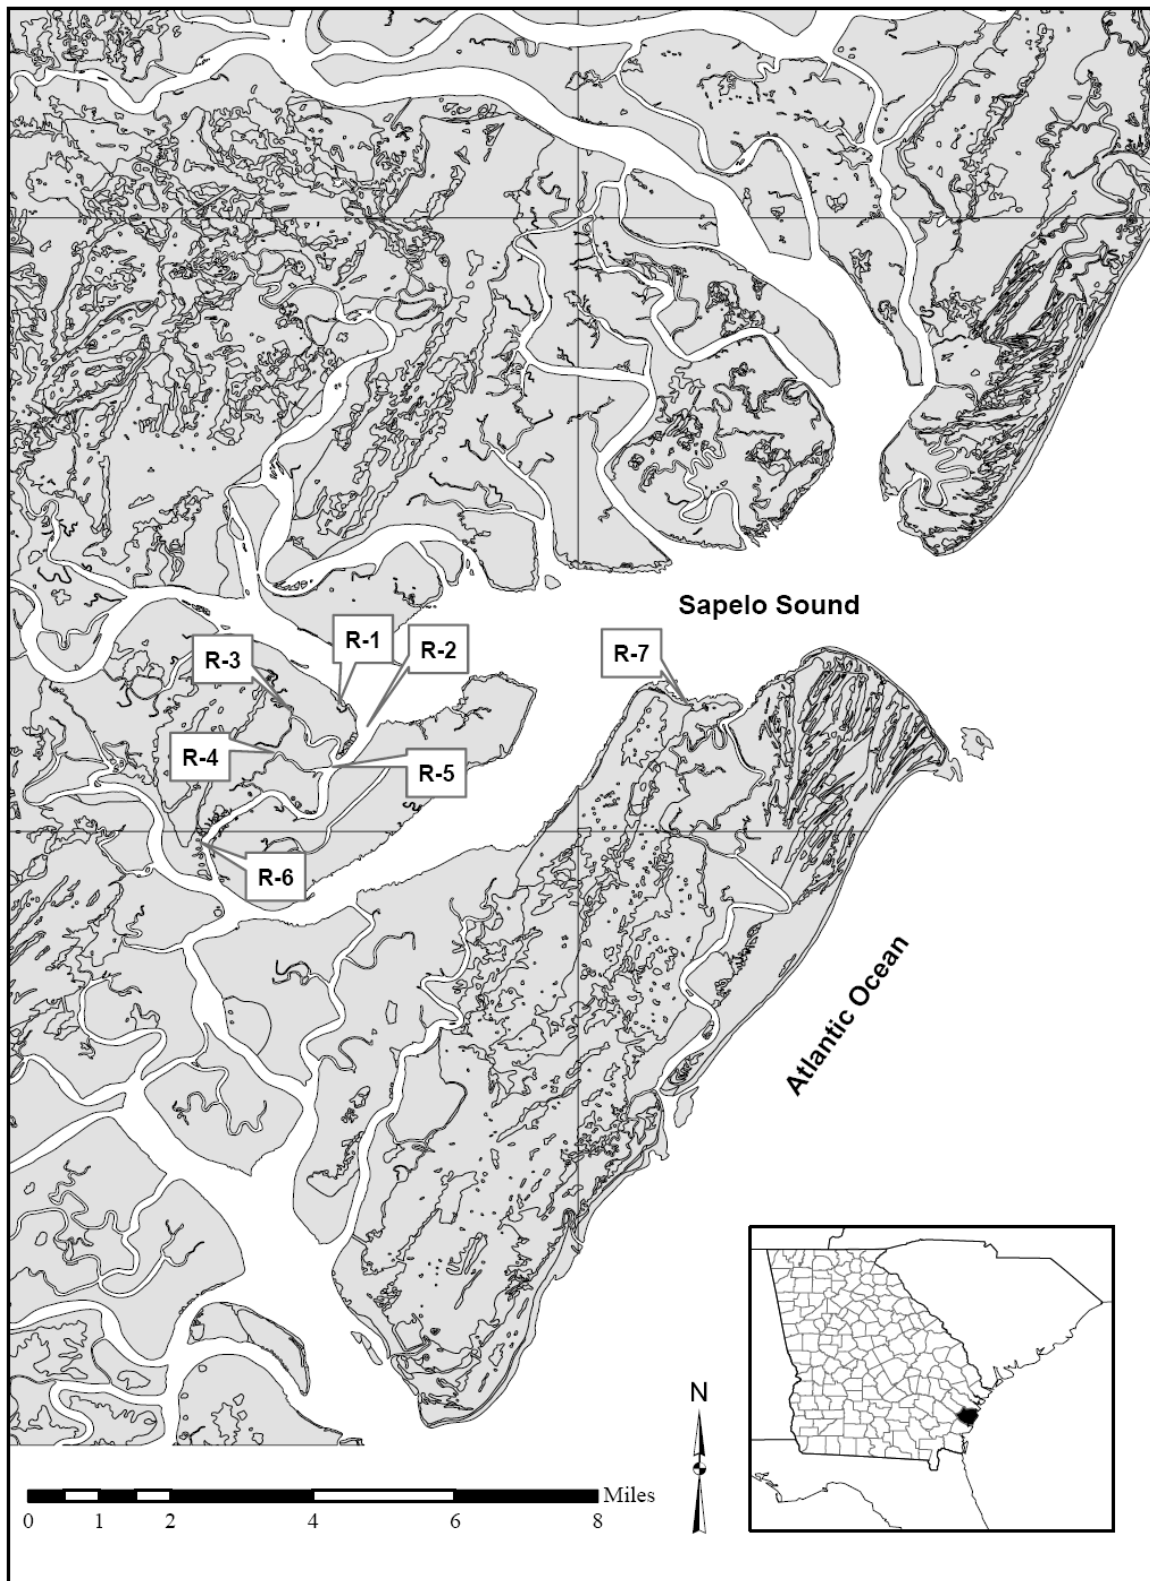 Sapelo Sound
R-1
R-2
R-3
R-7
R-4
R-5
R-6
Atlantic Ocean
N
Miles
0 1 2 4 6 8